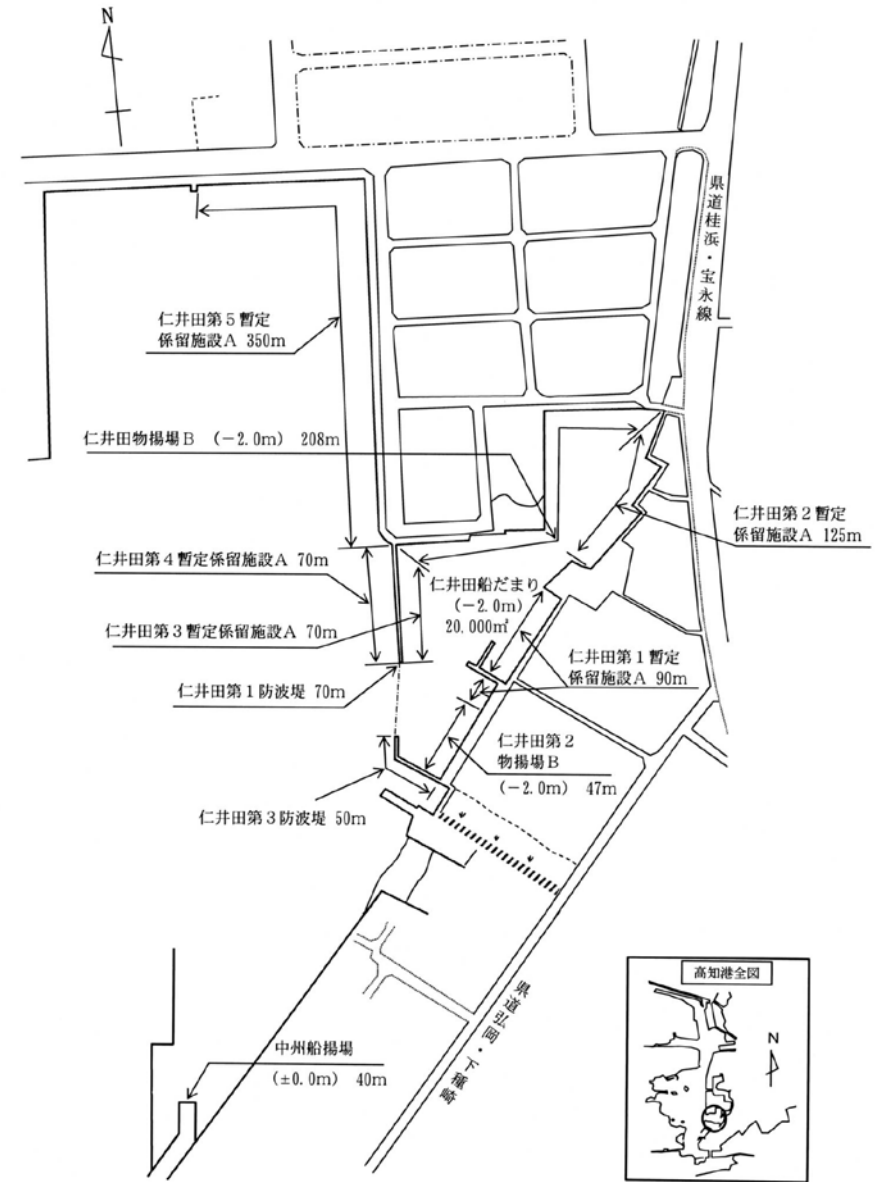 N
県道桂浜・宝永線
仁井田第5暫定
係留施設A 350m
仁井田物揚場B (-2.0m) 208m
仁井田第2暫定
係留施設A 125m
仁井田第4暫定係留施設A 70m
仁井田船だまり
(-2.0m)
20.000㎡
仁井田第3暫定係留施設A 70m
仁井田第1暫定
係留施設A 90m
仁井田第1防波堤 70m
仁井田第2
物揚場B
(-2.0m) 47m
仁井田第3防波堤 50m
県道弘岡・下種崎
中州船揚場
(±0.0m) 40m
高知港全図
N